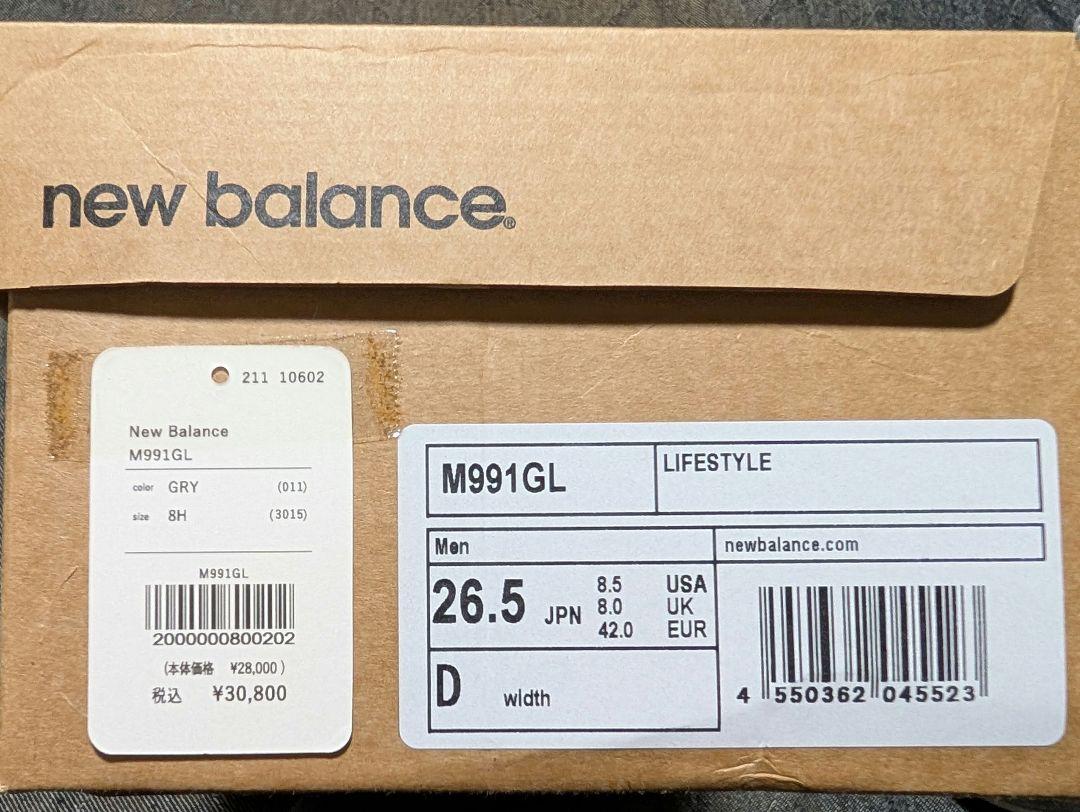 new balance®
211 10602
New Balance
M991GL
color GRY (011)
size 8H (3015)
M991GL
2000000800202
(本体価格 ¥28,000)
税込 ¥30,800
M991GL
LIFESTYLE
Men
newbalance.com
26.5 JPN
8.5 USA
8.0 UK
42.0 EUR
D width
4 550362 045523